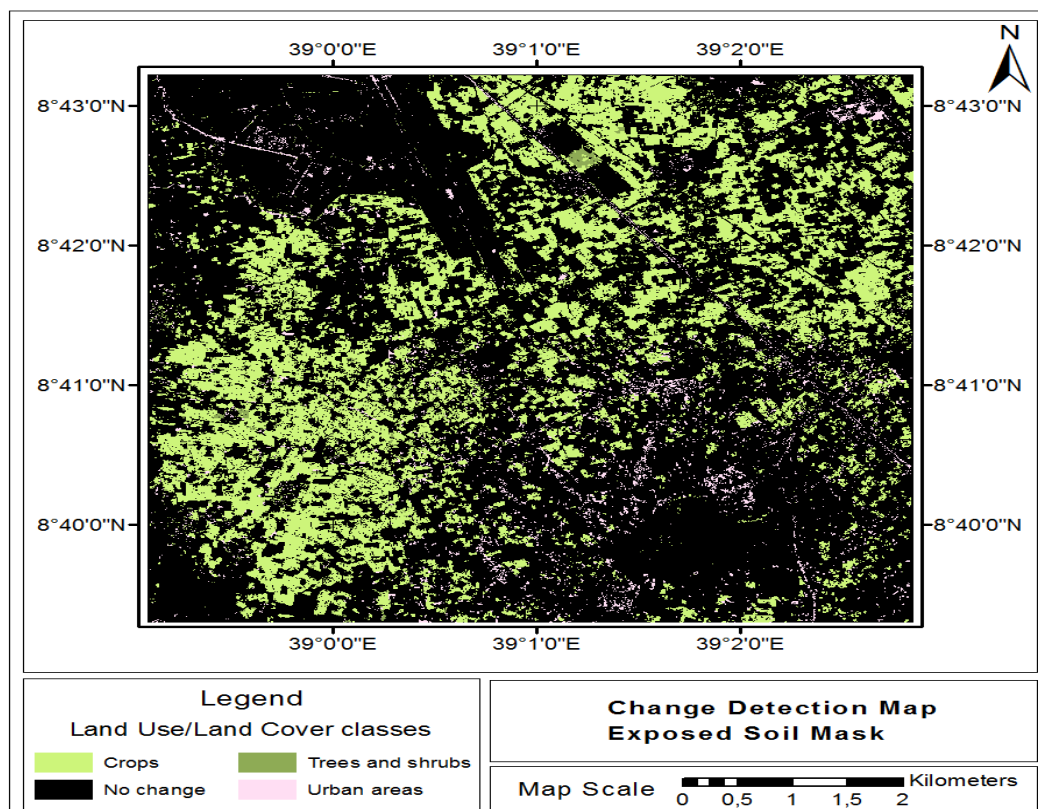 N
39°0'0"E 39°1'0"E 39°2'0"E
8°43'0"N 8°43'0"N
8°42'0"N 8°42'0"N
8°41'0"N 8°41'0"N
8°40'0"N 8°40'0"N
39°0'0"E 39°1'0"E 39°2'0"E
Legend
Land Use/Land Cover classes
Crops Trees and shrubs
No change Urban areas
Change Detection Map
Exposed Soil Mask
Map Scale Kilometers
0 0,5 1 1,5 2